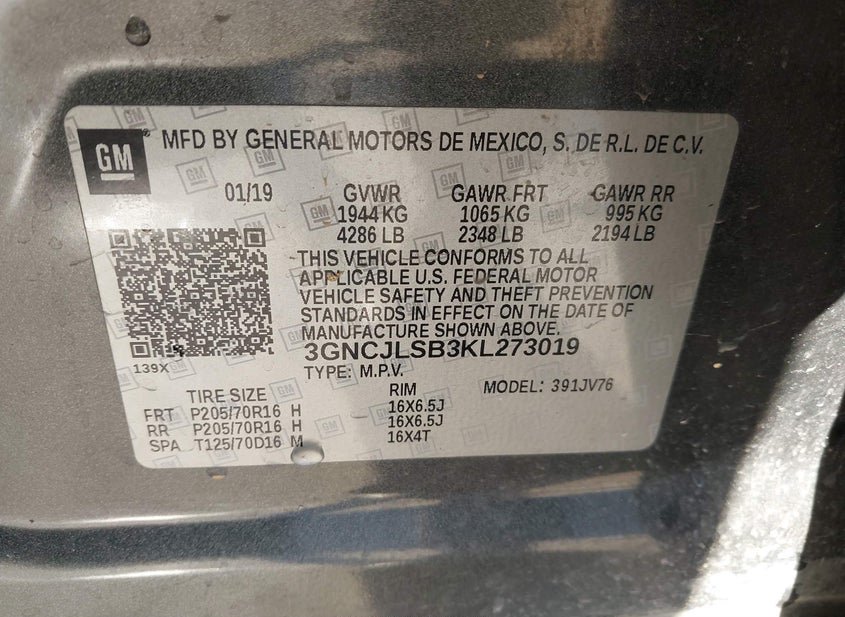 GM
MFD BY GENERAL MOTORS DE MEXICO, S. DE R.L. DE C.V.
01/19 GVWR GAWR FRT GAWR RR
1944 KG 1065 KG 995 KG
4286 LB 2348 LB 2194 LB
THIS VEHICLE CONFORMS TO ALL
APPLICABLE U.S. FEDERAL MOTOR
VEHICLE SAFETY AND THEFT PREVENTION
STANDARDS IN EFFECT ON THE DATE OF
MANUFACTURE SHOWN ABOVE.
3GNCJLSB3KL273019
139X TYPE: M.P.V.
TIRE SIZE RIM MODEL: 391JV76
FRT P205/70R16 H 16X6.5J
RR P205/70R16 H 16X6.5J
SPA T125/70D16 M 16X4T